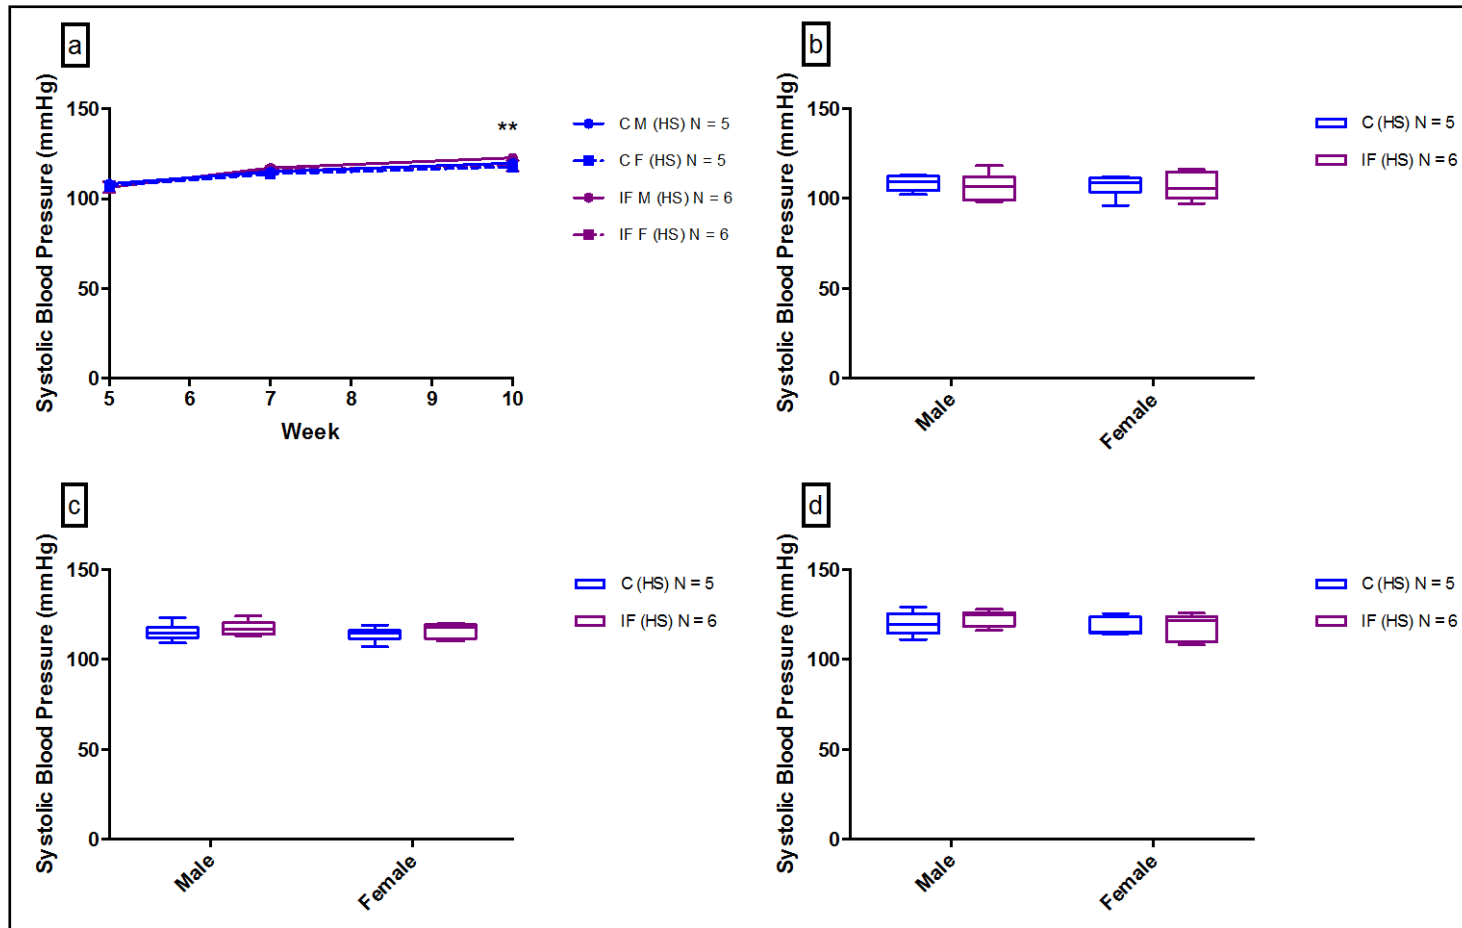 a
Systolic Blood Pressure (mmHg)
150
100
50
0
**
5 6 7 8 9 10
Week
C M (HS) N = 5
C F (HS) N = 5
IF M (HS) N = 6
IF F (HS) N = 6
b
Systolic Blood Pressure (mmHg)
150
100
50
0
Male
Female
C (HS) N = 5
IF (HS) N = 6
c
Systolic Blood Pressure (mmHg)
150
100
50
0
Male
Female
C (HS) N = 5
IF (HS) N = 6
d
Systolic Blood Pressure (mmHg)
150
100
50
0
Male
Female
C (HS) N = 5
IF (HS) N = 6